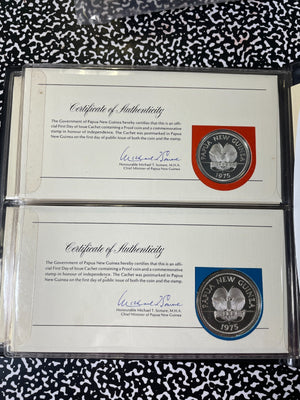 Certificate of Authenticity
The Government of Papua New Guinea hereby certifies that this is an offi-
cial First Day of Issue Cachet containing a Proof coin and a commemorative
stamp in honour of independence. The Cachet was postmarked in Papua
New Guinea on the first day of public issue of both the coin and the stamp.
Honourable Michael T. Somare, M.H.A.
Chief Minister of Papua New Guinea
PAPUA NEW GUINEA
1975
Certificate of Authenticity
The Government of Papua New Guinea hereby certifies that this is an offi-
cial First Day of Issue Cachet containing a Proof coin and a commemorative
stamp in honour of independence. The Cachet was postmarked in Papua
New Guinea on the first day of public issue of both the coin and the stamp.
Honourable Michael T. Somare, M.H.A.
Chief Minister of Papua New Guinea
PAPUA NEW GUINEA
1975